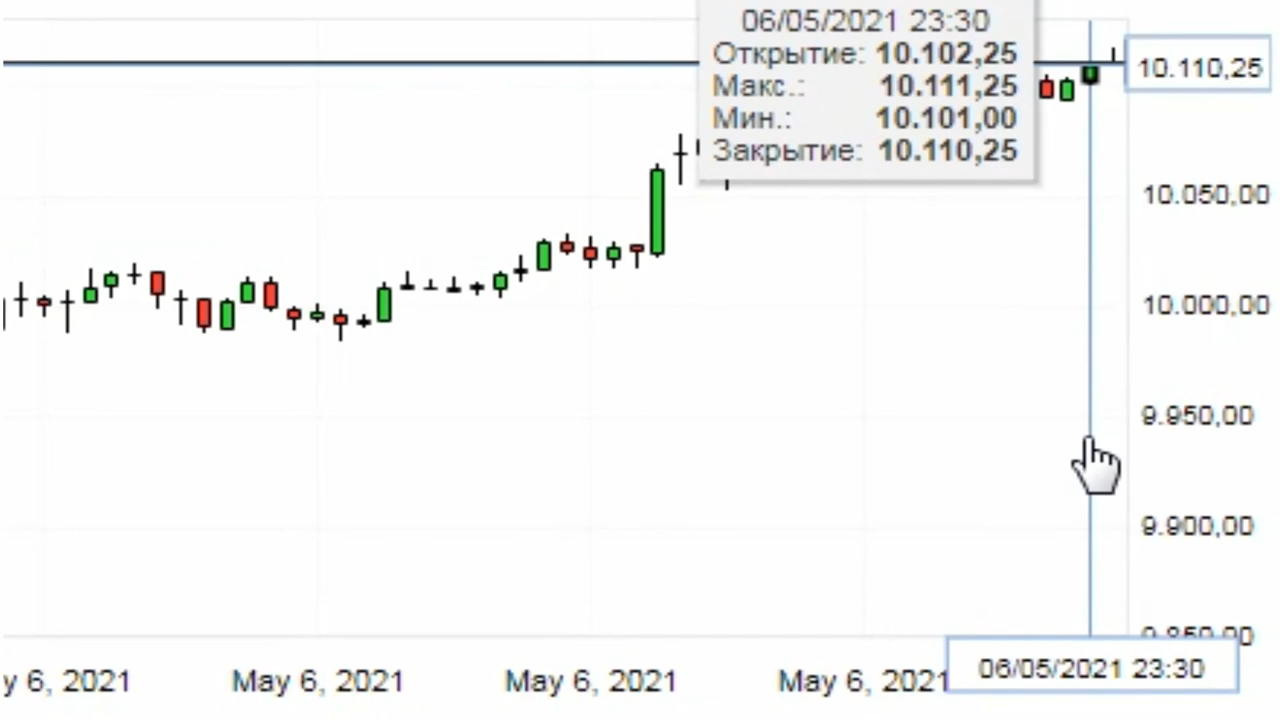 06/05/2021 23:30
Открытие: 10.102,25
Макс.: 10.111,25
Мин.: 10.101,00
Закрытие: 10.110,25
10.110,25
10.050,00
10.000,00
9.950,00
9.900,00
9.850,00
y 6, 2021
May 6, 2021
May 6, 2021
May 6, 2021
06/05/2021 23:30